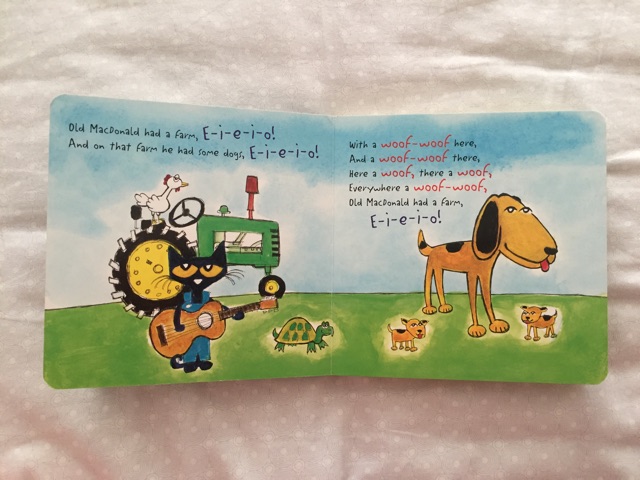 Old MacDonald had a farm, E-i-e-i-o!
And on that farm he had some dogs, E-i-e-i-o!
With a woof-woof here,
And a woof-woof there,
Here a woof, there a woof,
Everywhere a woof-woof,
Old MacDonald had a farm,
E-i-e-i-o!